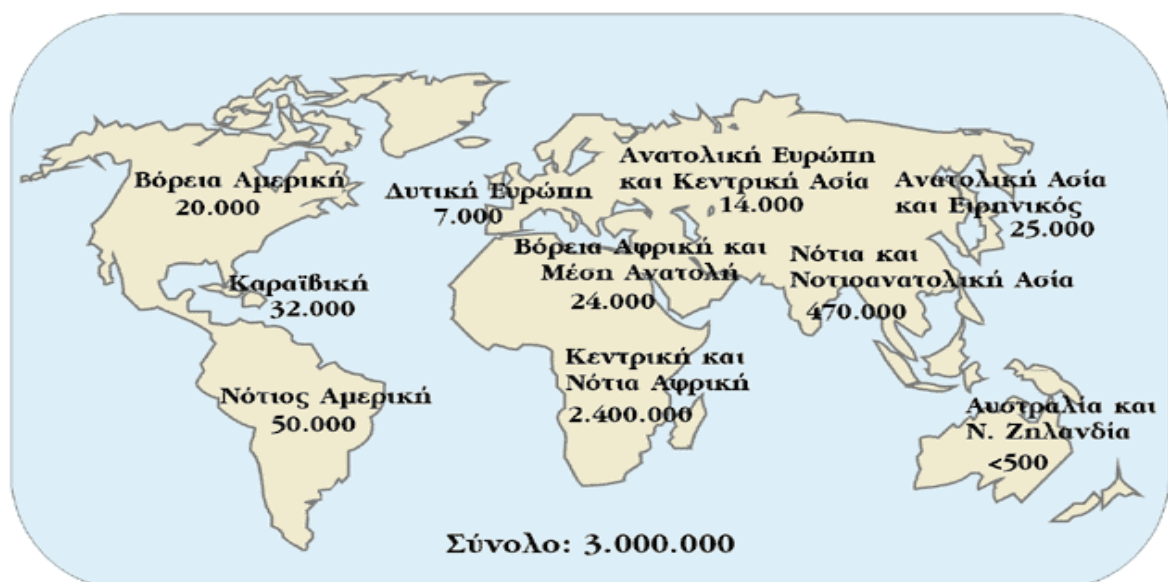 Βόρεια Αμερική
20.000
Δυτική Ευρώπη
7.000
Ανατολική Ευρώπη
και Κεντρική Ασία
14.000
Ανατολική Ασία
και Ειρηνικός
25.000
Καραϊβική
32.000
Βόρεια Αφρική και
Μέση Ανατολή
24.000
Νότια και
Νοτιοανατολική Ασία
470.000
Νότιος Αμερική
50.000
Κεντρική και
Νότια Αφρική
2.400.000
Αυστραλία και
Ν. Ζηλανδία
<500
Σύνολο: 3.000.000